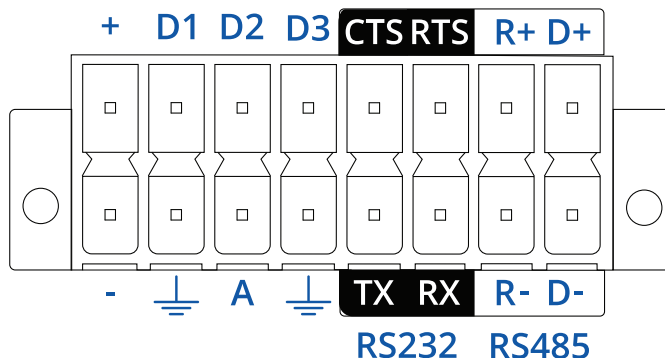 + D1 D2 D3 CTS RTS R+ D+
- A TX RX R- D-
RS232 RS485